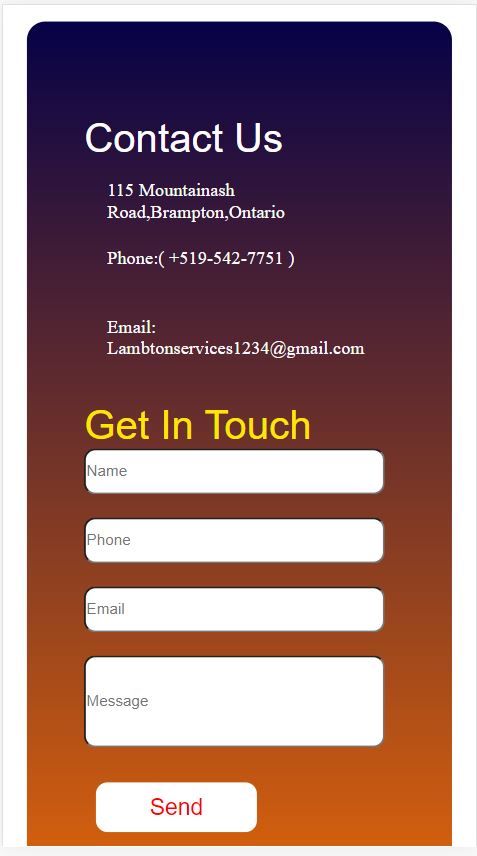 Contact Us
115 Mountainash
Road,Brampton,Ontario
Phone:( +519-542-7751 )
Email:
Lambtonservices1234@gmail.com
Get In Touch
Name
Phone
Email
Message
Send